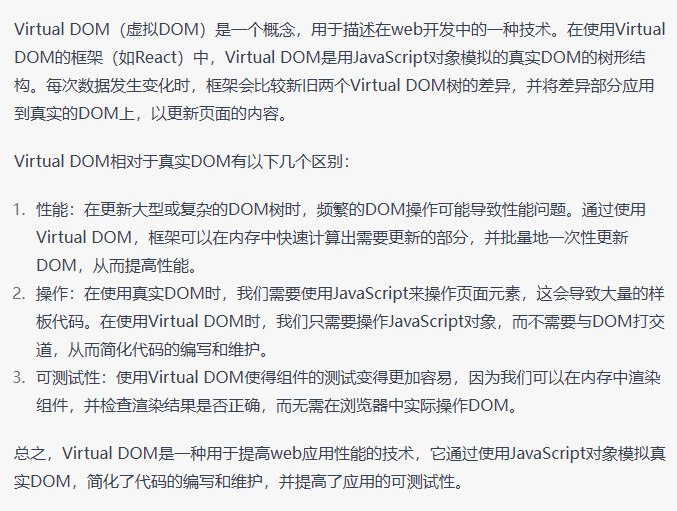 Virtual DOM（虚拟DOM）是一个概念，用于描述在web开发中的一种技术。在使用Virtual
DOM的框架（如React）中，Virtual DOM是用JavaScript对象模拟的真实DOM的树形结
构。每次数据发生变化时，框架会比较新旧两个Virtual DOM树的差异，并将差异部分应用
到真实的DOM上，以更新页面的内容。
Virtual DOM相对于真实DOM有以下几个区别：
1. 性能：在更新大型或复杂的DOM树时，频繁的DOM操作可能导致性能问题。通过使用
Virtual DOM，框架可以在内存中快速计算出需要更新的部分，并批量地一次性更新
DOM，从而提高性能。
2. 操作：在使用真实DOM时，我们需要使用JavaScript来操作页面元素，这会导致大量的样
板代码。在使用Virtual DOM时，我们只需要操作JavaScript对象，而不需要与DOM打交
道，从而简化代码的编写和维护。
3. 可测试性：使用Virtual DOM使得组件的测试变得更加容易，因为我们可以在内存中渲染
组件，并检查渲染结果是否正确，而无需在浏览器中实际操作DOM。
总之，Virtual DOM是一种用于提高web应用性能的技术，它通过使用JavaScript对象模拟真
实DOM，简化了代码的编写和维护，并提高了应用的可测试性。